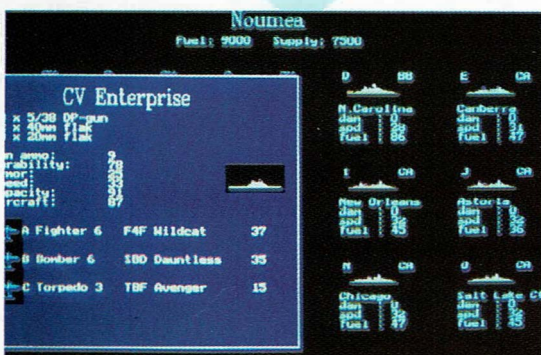 Noumea
Fuel: 9000 Supply: 7500
D BB
E CA
CV Enterprise
x 5/38 DP-gun
x 40mm flak
x 20mm flak
n ammo: 9
rability: 78
mor:
eed: 33
pacity: 91
rcraft: 87
N.Carolina
dam 0
spd 28
fuel 86
Canberra
dam 0
spd 31
fuel 47
I CA
J CA
A Fighter 6 F4F Wildcat 37
B Bomber 6 SBD Dauntless 35
C Torpedo 3 TBF Avenger 15
New Orleans
dam 0
spd 32
fuel 45
Astoria
dam 0
spd 32
fuel 36
N CA
O CA
Chicago
dam 0
spd 32
fuel 47
Salt Lake C
dam 0
spd 32
fuel 45